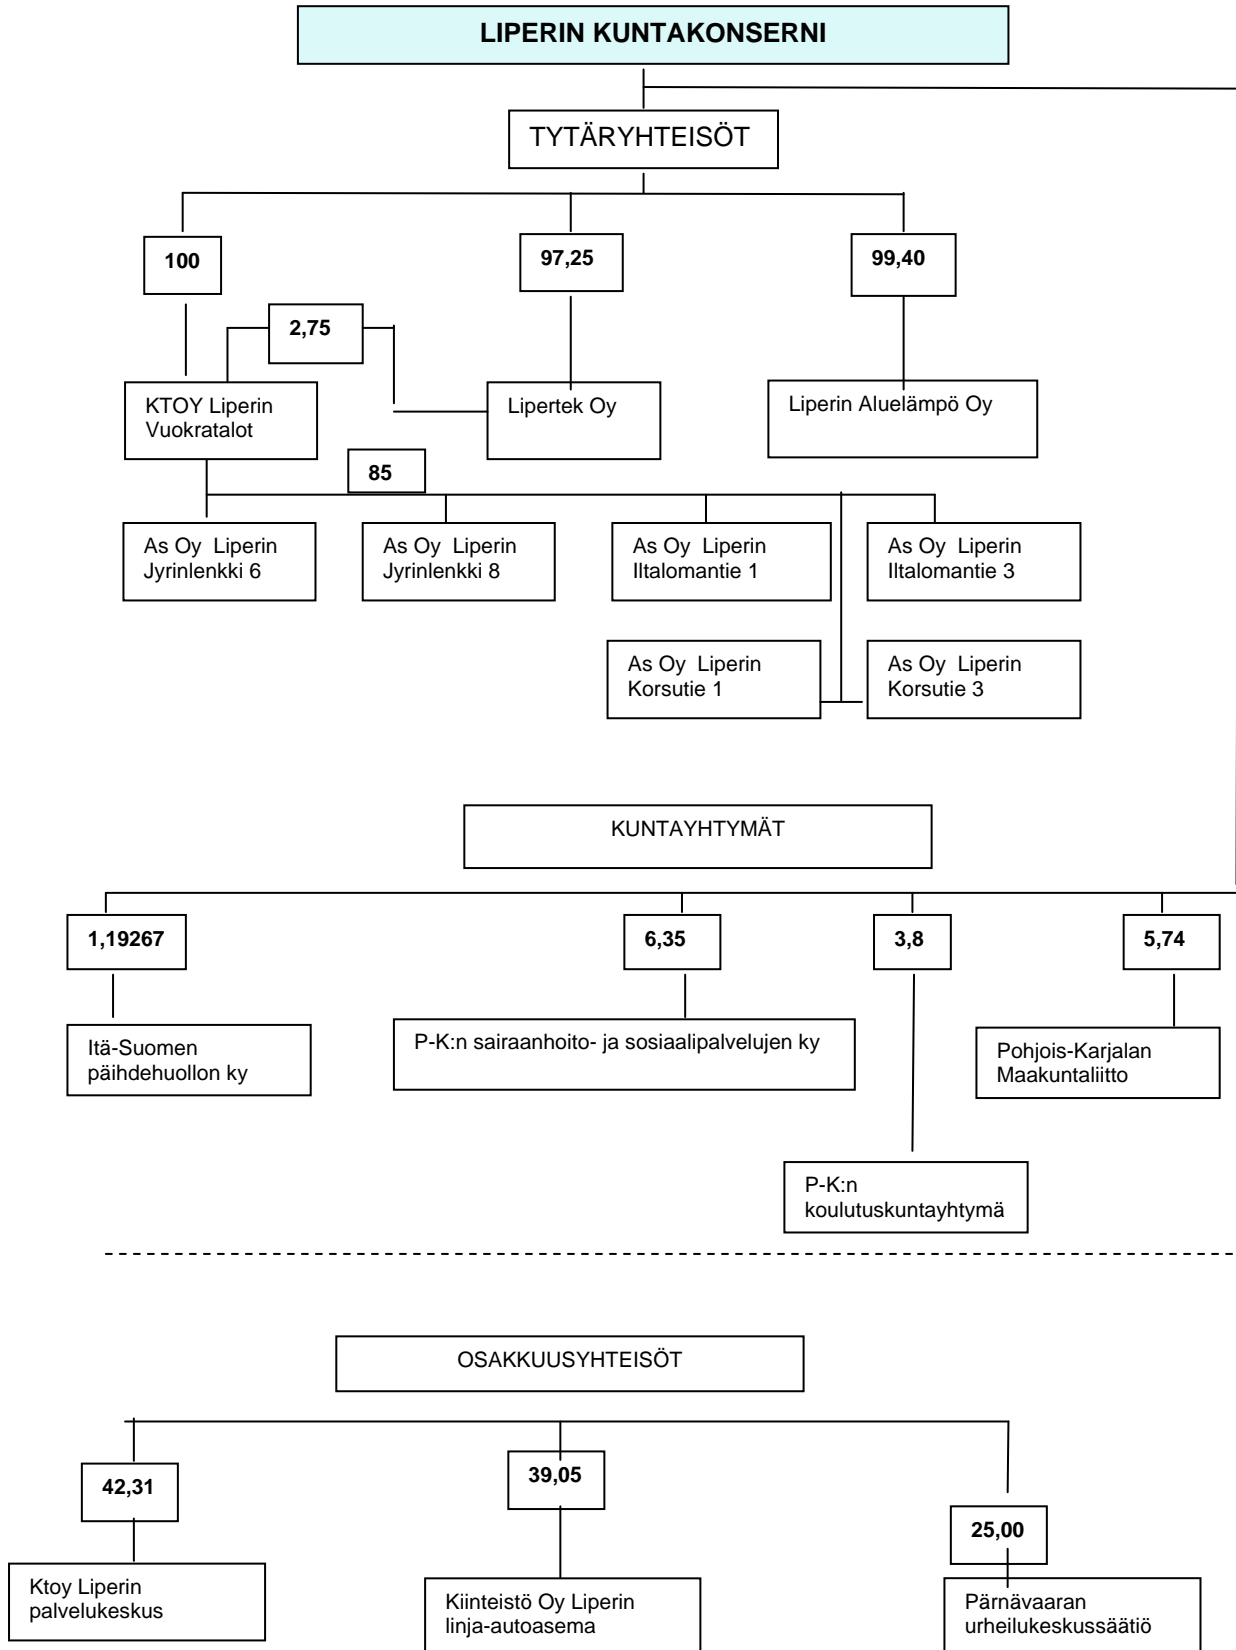 LIPERIN KUNTAKONSERNI
TYTÄRYHTEISÖT
100
97,25
99,40
2,75
KTOY Liperin
Vuokratalot
Lipertek Oy
Liperin Aluelämpö Oy
85
As Oy Liperin
Jyrinlenkki 6
As Oy Liperin
Jyrinlenkki 8
As Oy Liperin
Iltalomantie 1
As Oy Liperin
Iltalomantie 3
As Oy Liperin
Korsutie 1
As Oy Liperin
Korsutie 3
KUNTAYHTYMÄT
1,19267
6,35
3,8
5,74
Itä-Suomen
päihdehuollon ky
P-K:n sairaanhoito- ja sosiaalipalvelujen ky
Pohjois-Karjalan
Maakuntaliitto
P-K:n
koulutuskuntayhtymä
OSAKKUUSYHTEISÖT
42,31
39,05
25,00
Ktoy Liperin
palvelukeskus
Kiinteistö Oy Liperin
linja-autoasema
Pärnävaaran
urheilukeskussäätiö